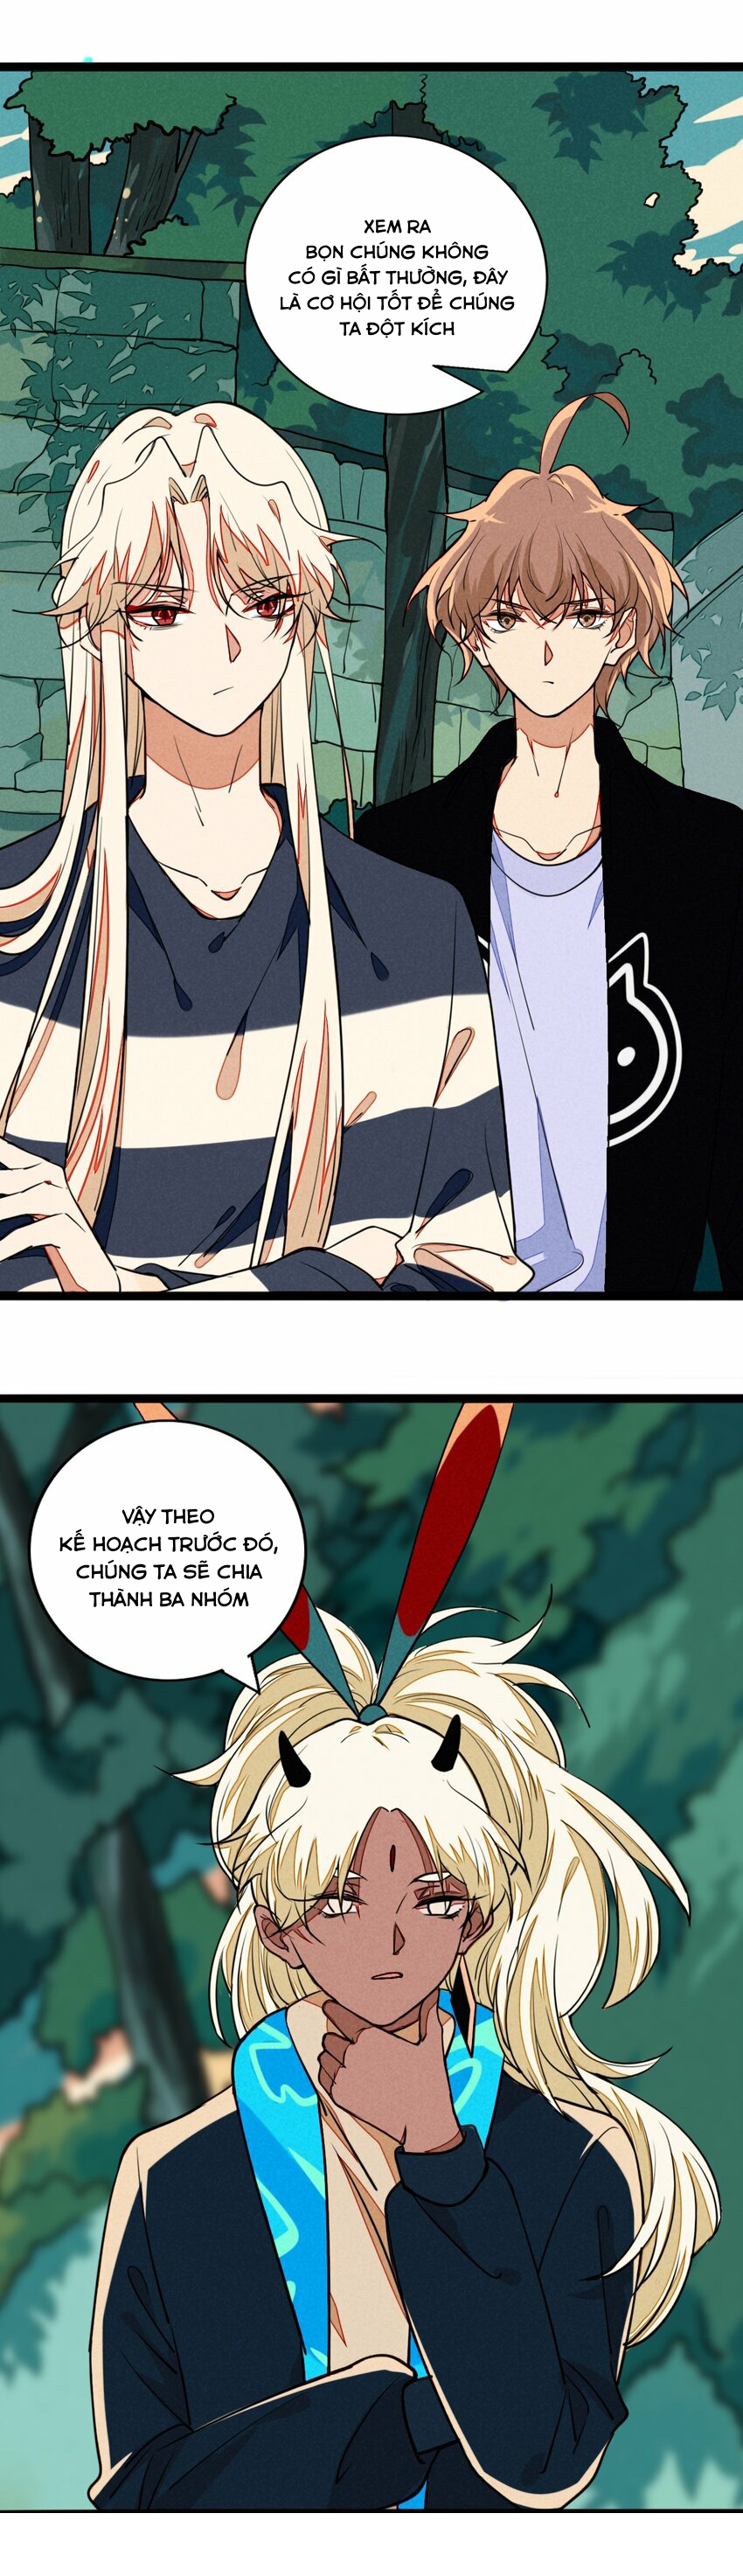 XEM RA
BỌN CHÚNG KHÔNG
CÓ GÌ BẤT THƯỜNG, ĐÂY
LÀ CƠ HỘI TỐT ĐỂ CHÚNG
TA ĐỘT KÍCH
VẬY THEO
KẾ HOẠCH TRƯỚC ĐÓ,
CHÚNG TA SẼ CHIA
THÀNH BA NHÓM